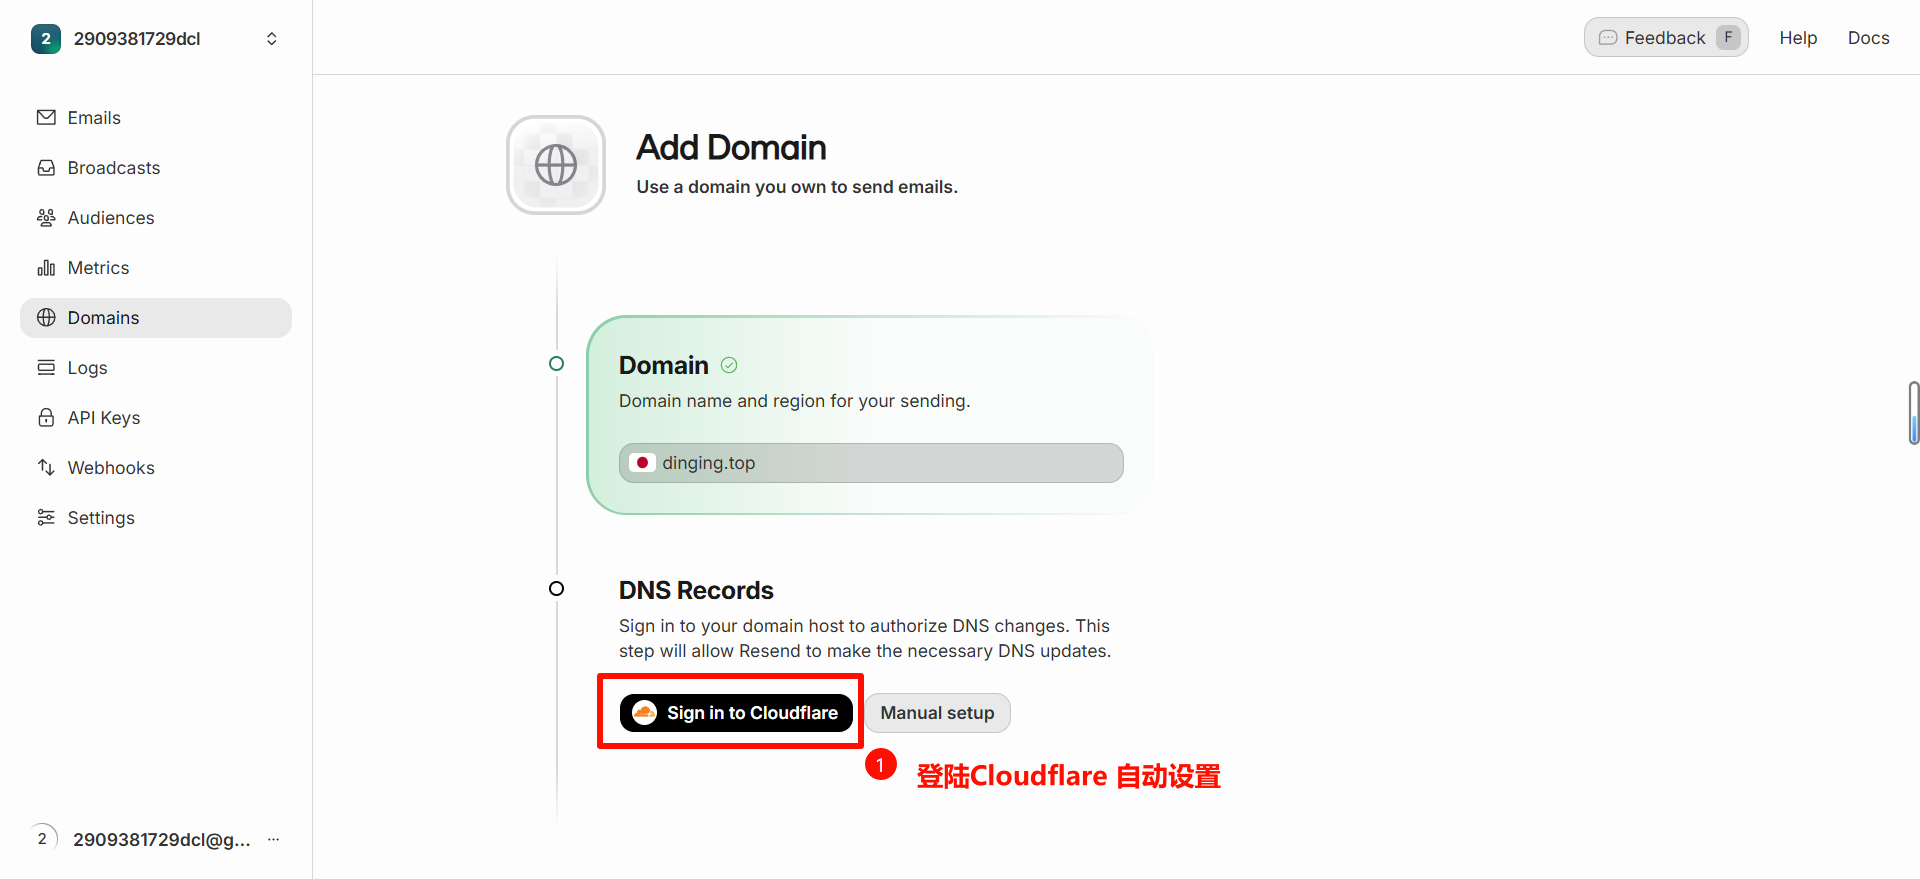 2 2909381729dcl
Emails
Broadcasts
Audiences
Metrics
Domains
Logs
API Keys
Webhooks
Settings
2 2909381729dcl@g... ...
Feedback F Help Docs
Add Domain
Use a domain you own to send emails.
Domain
Domain name and region for your sending.
dinging.top
DNS Records
Sign in to your domain host to authorize DNS changes. This
step will allow Resend to make the necessary DNS updates.
Sign in to Cloudflare Manual setup
1 登陆Cloudflare 自动设置